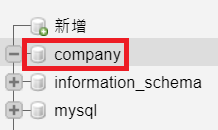 新增
company
information_schema
mysql